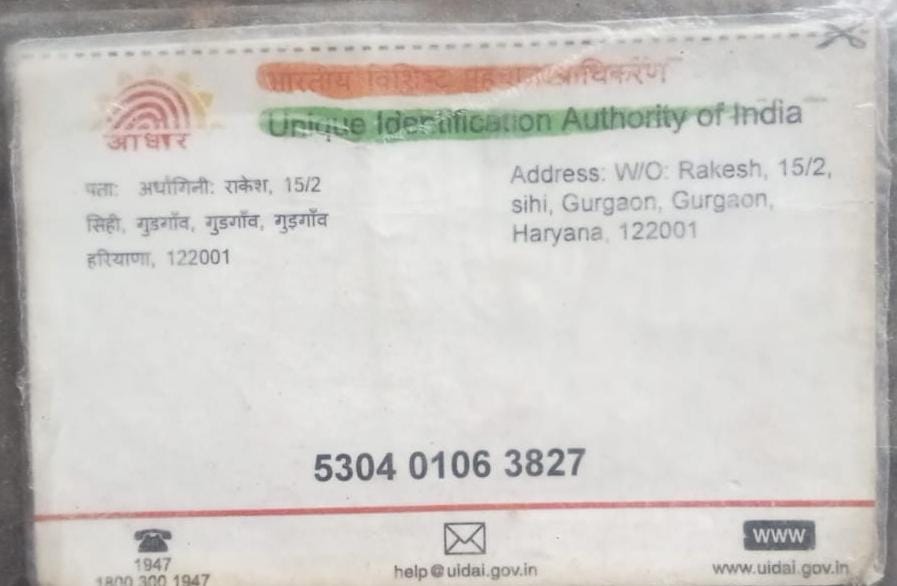 भारतीय विशिष्ट पहचान प्राधिकरण
Unique Identification Authority of India
आधार
पता: अर्धांगिनी: राकेश, 15/2
सिही, गुडगाँव, गुड़गाँव, गुड़गाँव
हरियाणा, 122001
Address: W/O: Rakesh, 15/2,
sihi, Gurgaon, Gurgaon,
Haryana, 122001
5304 0106 3827
1947
1800 300 1947
help@uidai.gov.in
www
www.uidai.gov.in